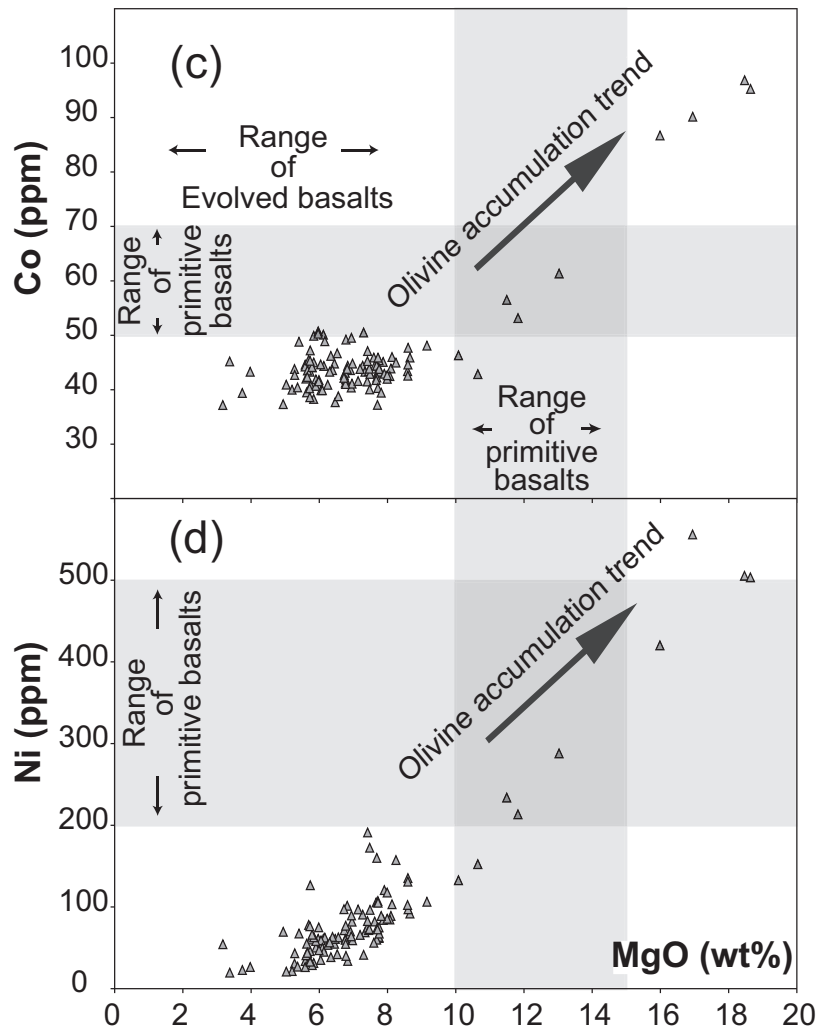 (c)
Co (ppm)
100
90
80
70
60
50
40
30
Range
of
Evolved basalts
Range
of
primitive
basalts
Olivine accumulation trend
Range
of
primitive
basalts
(d)
Ni (ppm)
500
400
300
200
100
0
Range
of
primitive basalts
Olivine accumulation trend
MgO (wt%)
0 2 4 6 8 10 12 14 16 18 20